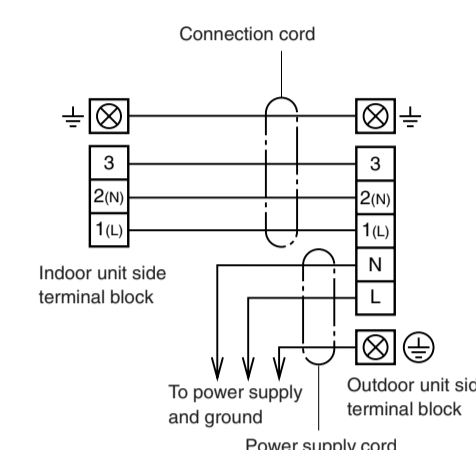 Connection cord
3
3
2(N)
2(N)
1(L)
1(L)
N
L
Indoor unit side
terminal block
To power supply
and ground
Outdoor unit sid
terminal block
Power supply cord